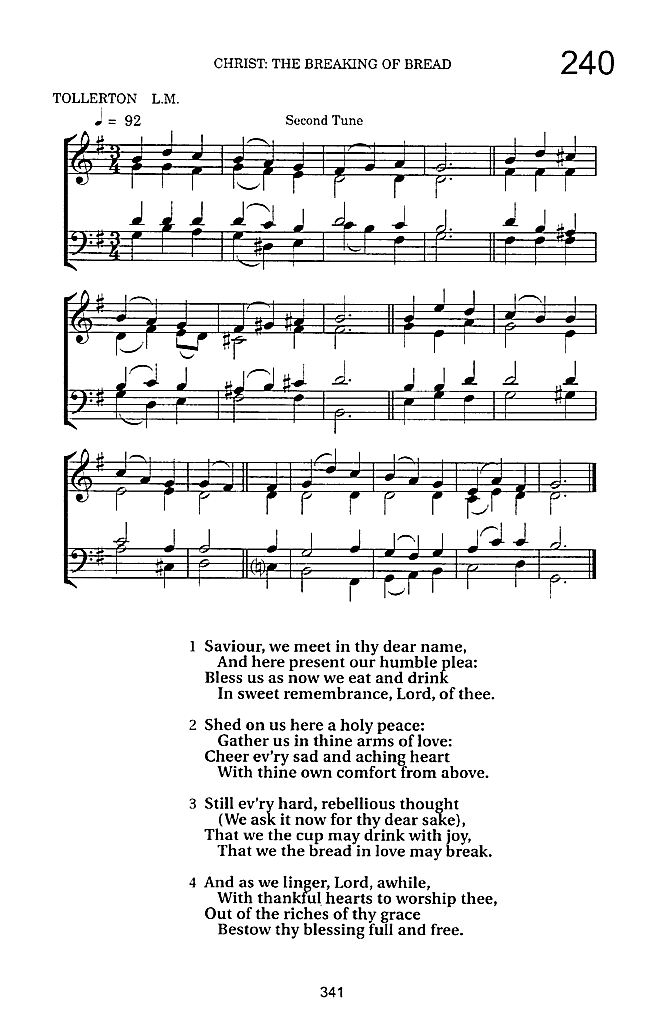 CHRIST: THE BREAKING OF BREAD 240
TOLLERTON L.M.
♩ = 92 Second Tune
1 Saviour, we meet in thy dear name,
And here present our humble plea:
Bless us as now we eat and drink
In sweet remembrance, Lord, of thee.
2 Shed on us here a holy peace:
Gather us in thine arms of love:
Cheer ev'ry sad and aching heart
With thine own comfort from above.
3 Still ev'ry hard, rebellious thought
(We ask it now for thy dear sake),
That we the cup may drink with joy,
That we the bread in love may break.
4 And as we linger, Lord, awhile,
With thankful hearts to worship thee,
Out of the riches of thy grace
Bestow thy blessing full and free.
341